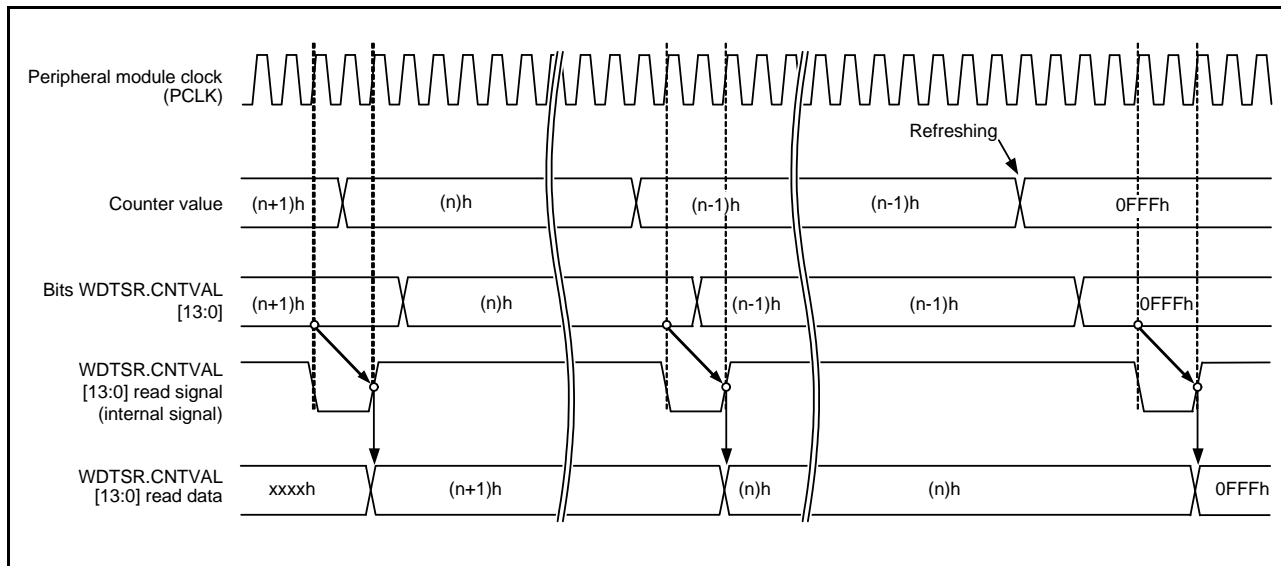 Peripheral module clock
(PCLK)
Refreshing
Counter value
(n+1)h
(n)h
(n-1)h
(n-1)h
0FFFh
Bits WDTSR.CNTVAL
[13:0]
(n+1)h
(n)h
(n-1)h
(n-1)h
0FFFh
WDTSR.CNTVAL
[13:0] read signal
(internal signal)
WDTSR.CNTVAL
[13:0] read data
xxxxh
(n+1)h
(n)h
(n)h
0FFFh